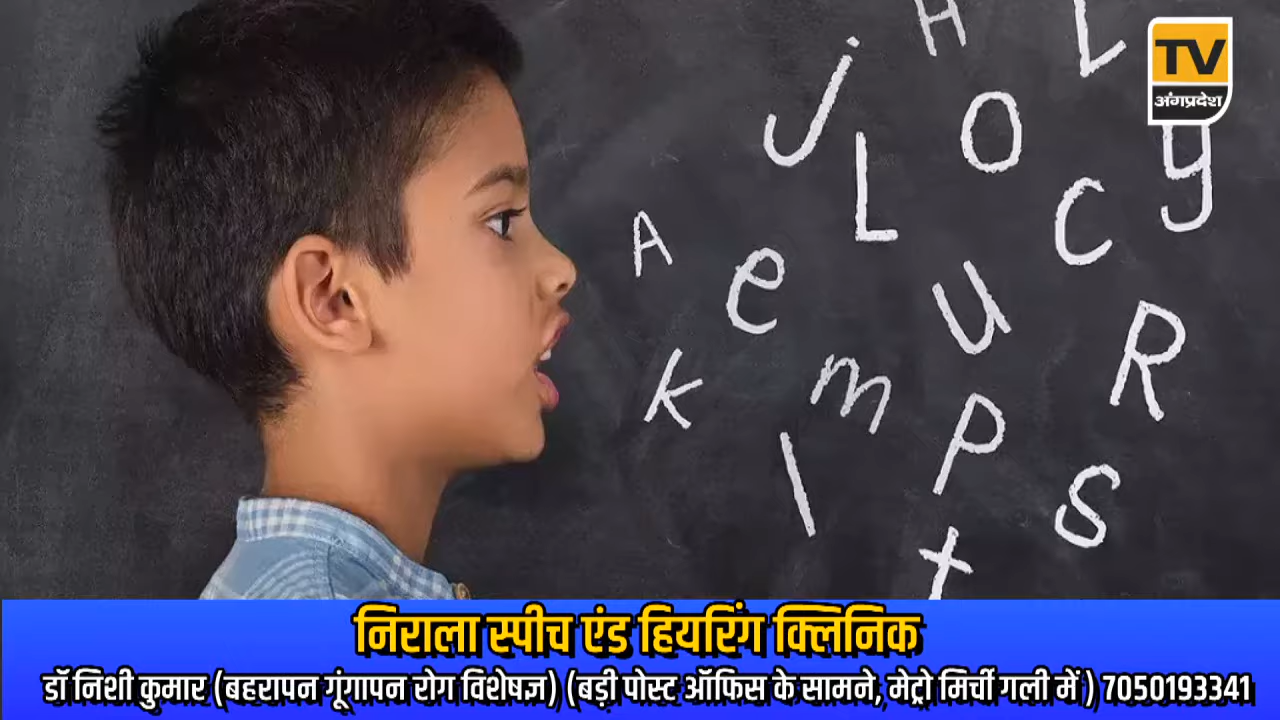 H
L
TV
अंगप्रदेश
J
O
L
y
C
A
e
u
R
K
m
P
l
S
t
निराला स्पीच एंड हियरिंग क्लिनिक
डॉ निशी कुमार (बहरापन गूंगापन रोग विशेषज्ञ) (बड़ी पोस्ट ऑफिस के सामने, मेट्रो मिर्ची गली में ) 7050193341